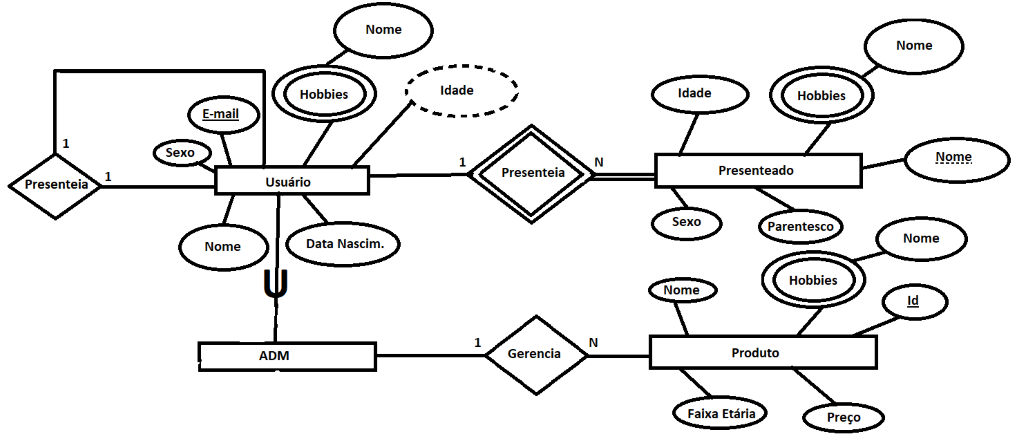 Nome
Nome
Hobbies
Idade
Idade
Hobbies
E-mail
Sexo
1
Presenteia
1
Usuário
1
Presenteia
N
Presenteado
Nome
Nome
Data Nascim.
Sexo
Parentesco
Nome
Hobbies
U
Nome
Id
ADM
1
Gerencia
N
Produto
Faixa Etária
Preço